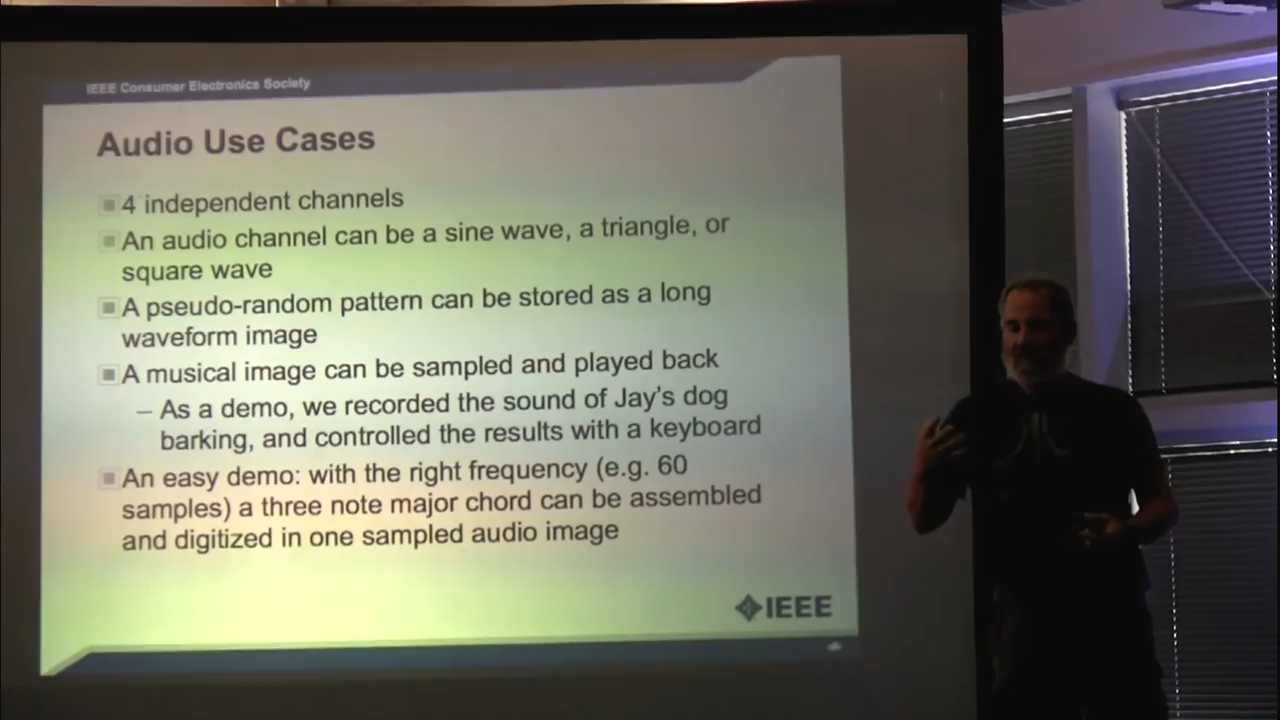 IEEE Consumer Electronics Society
Audio Use Cases
4 independent channels
An audio channel can be a sine wave, a triangle, or
square wave
A pseudo-random pattern can be stored as a long
waveform image
A musical image can be sampled and played back
– As a demo, we recorded the sound of Jay's dog
barking, and controlled the results with a keyboard
An easy demo: with the right frequency (e.g. 60
samples) a three note major chord can be assembled
and digitized in one sampled audio image
IEEE